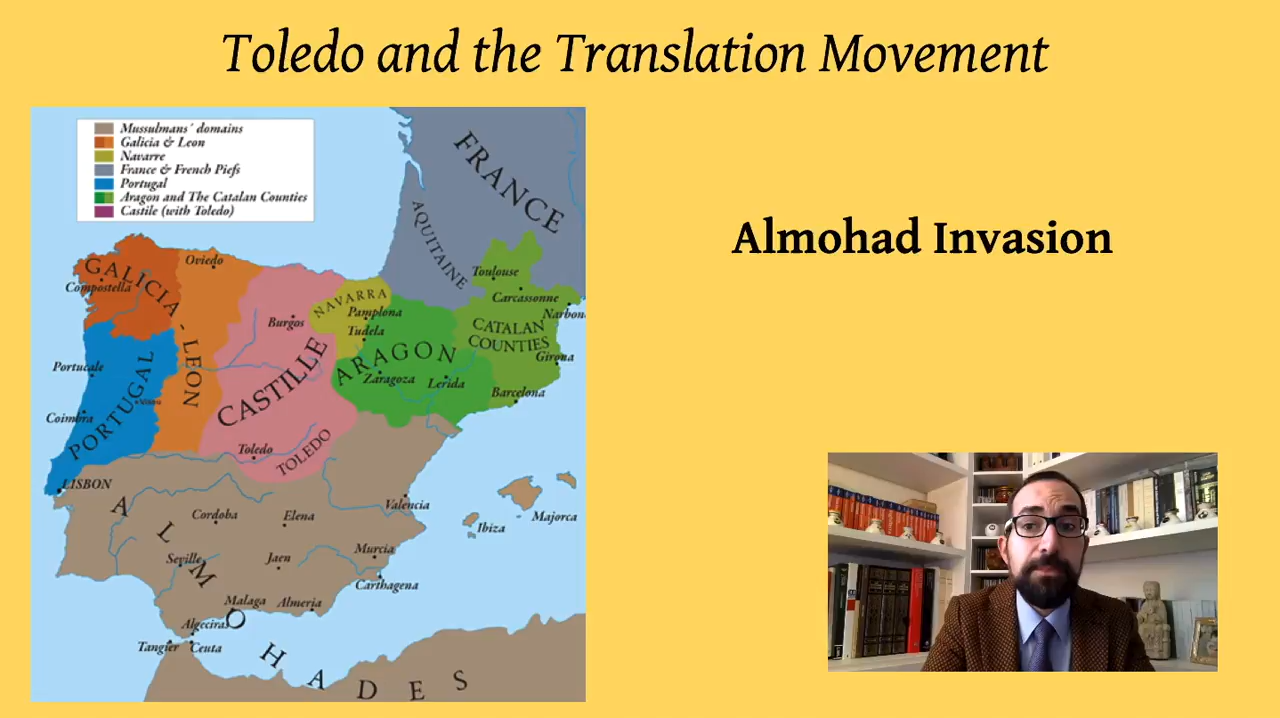 Toledo and the Translation Movement
Mussulmans´ domains
Galicia & Leon
Navarre
France & French Piefs
Portugal
Aragon and The Catalan Counties
Castile (with Toledo)
FRANCE
AQUITAINE
GALICIA - LEON
Oviedo
Compostella
Toulouse
Carcassonne
Narbon
NAVARRA
Pamplona
Tudela
Burgos
CATALAN
COUNTIES
Girona
ARAGON
Zaragoza
Lerida
Barcelona
Portucale
PORTUGAL
Coimbra
CASTILLE
Toledo
TOLEDO
LISBON
Valencia
Cordoba
Elena
Ibiza
Majorca
Seville
Jaen
Murcia
Carthagena
Malaga
Almeria
Algeciras
Tangier
Ceuta
ALMOHADES
Almohad Invasion